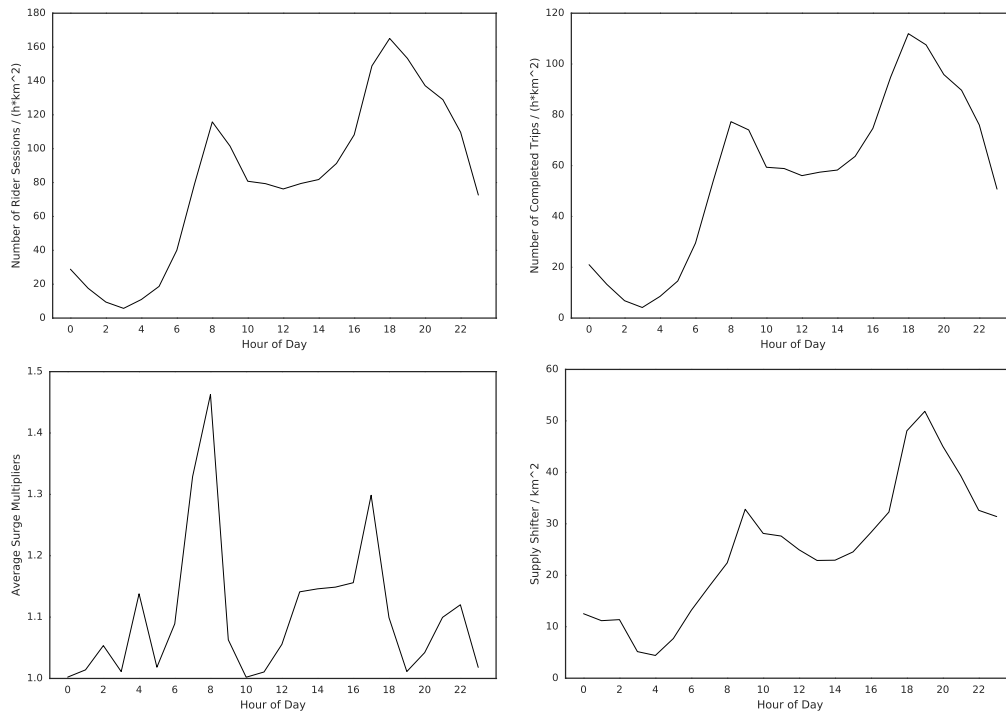 180
160
140
120
100
80
60
40
20
0
Number of Rider Sessions / (h*km^2)
0 2 4 6 8 10 12 14 16 18 20 22
Hour of Day
120
100
80
60
40
20
0
Number of Completed Trips / (h*km^2)
0 2 4 6 8 10 12 14 16 18 20 22
Hour of Day
1.5
1.4
1.3
1.2
1.1
1.0
Average Surge Multipliers
0 2 4 6 8 10 12 14 16 18 20 22
Hour of Day
60
50
40
30
20
10
0
Supply Shifter / km^2
0 2 4 6 8 10 12 14 16 18 20 22
Hour of Day